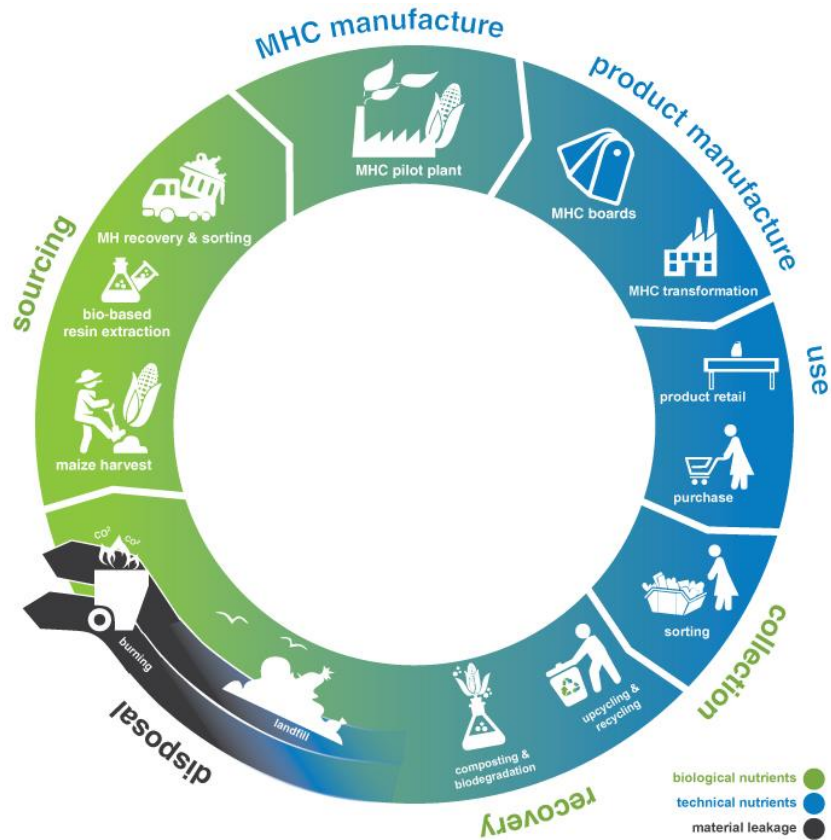 MHC manufacture
MHC pilot plant
product manufacture
MHC boards
MHC transformation
use
product retail
purchase
collection
sorting
recovery
upcycling &
recycling
composting &
biodegradation
disposal
landfill
burning
CO²
CO²
sourcing
MH recovery & sorting
bio-based
resin extraction
maize harvest
biological nutrients
technical nutrients
material leakage